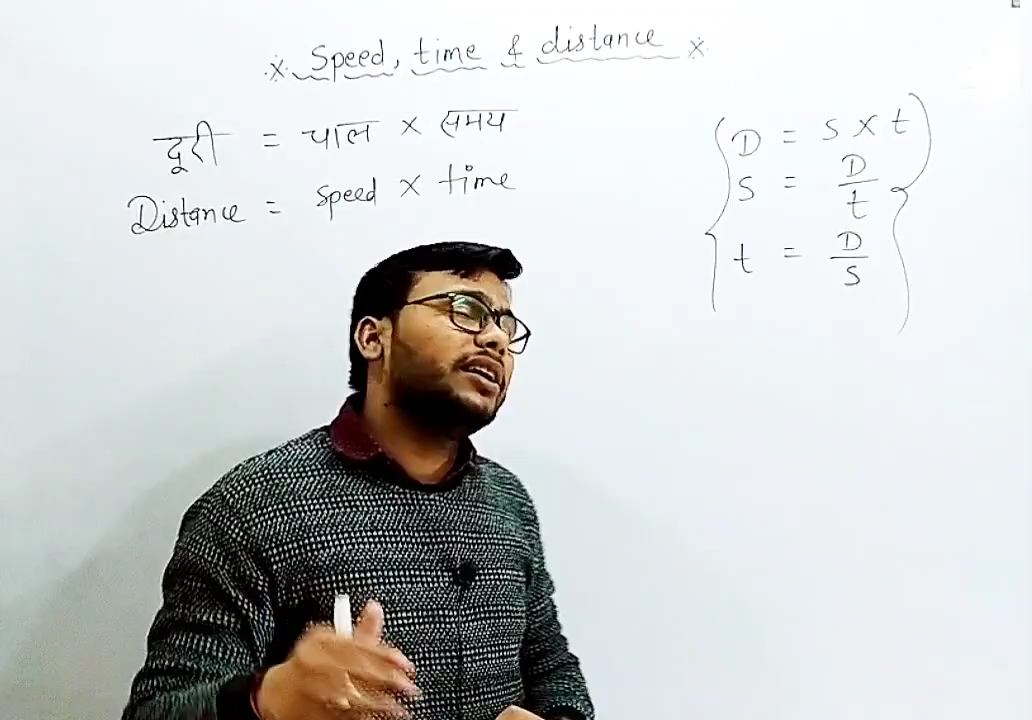 Speed, time & distance
दूरी = चाल × समय
Distance = speed × time
D = S × t
S = D/t
t = D/S